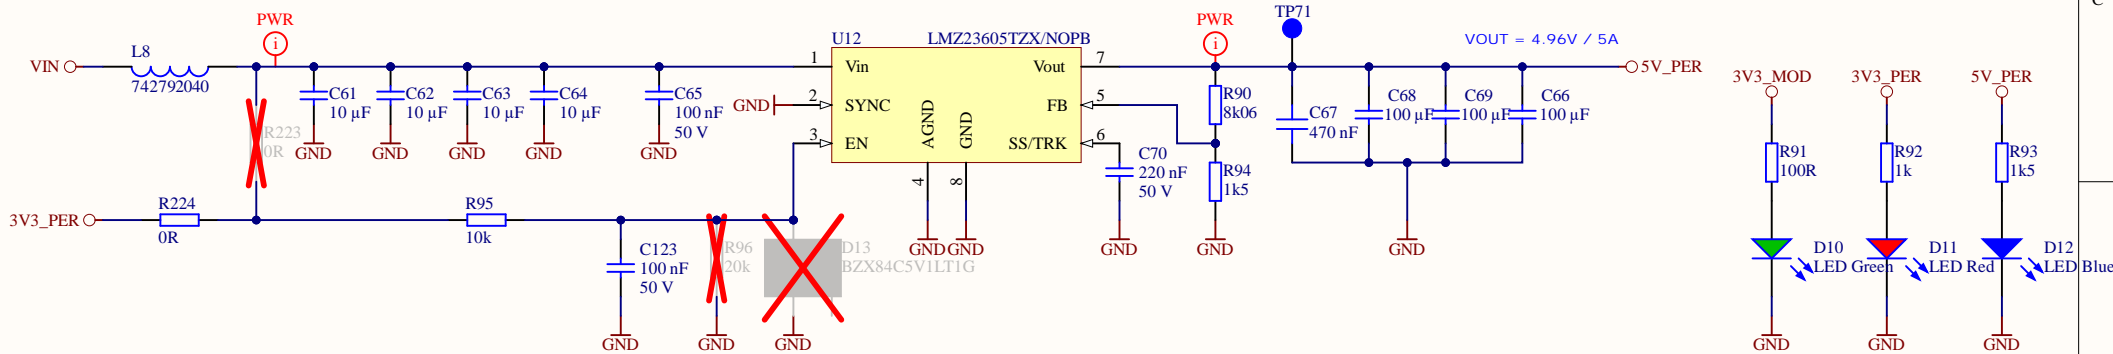 C
PWR
PWR
TP71
L8
U12
LMZ23605TZX/NOPB
VOUT = 4.96V / 5A
VIN
742792040
1
Vin
Vout
7
5V_PER
3V3_MOD
3V3_PER
5V_PER
C61
10 µF
C62
10 µF
C63
10 µF
C64
10 µF
C65
100 nF
50 V
GND
2
SYNC
FB
5
R90
8k06
C67
470 nF
C68
100 µF
C69
100 µF
C66
100 µF
R223
0R
GND
GND
GND
GND
GND
3
EN
AGND
GND
SS/TRK
6
C70
220 nF
50 V
R94
1k5
R91
100R
R92
1k
R93
1k5
4
8
3V3_PER
R224
0R
R95
10k
C123
100 nF
50 V
R96
20k
D13
BZX84C5V1LT1G
GND
GND
GND
GND
GND
D10
LED Green
D11
LED Red
D12
LED Blue
GND
GND
GND
GND
GND
GND